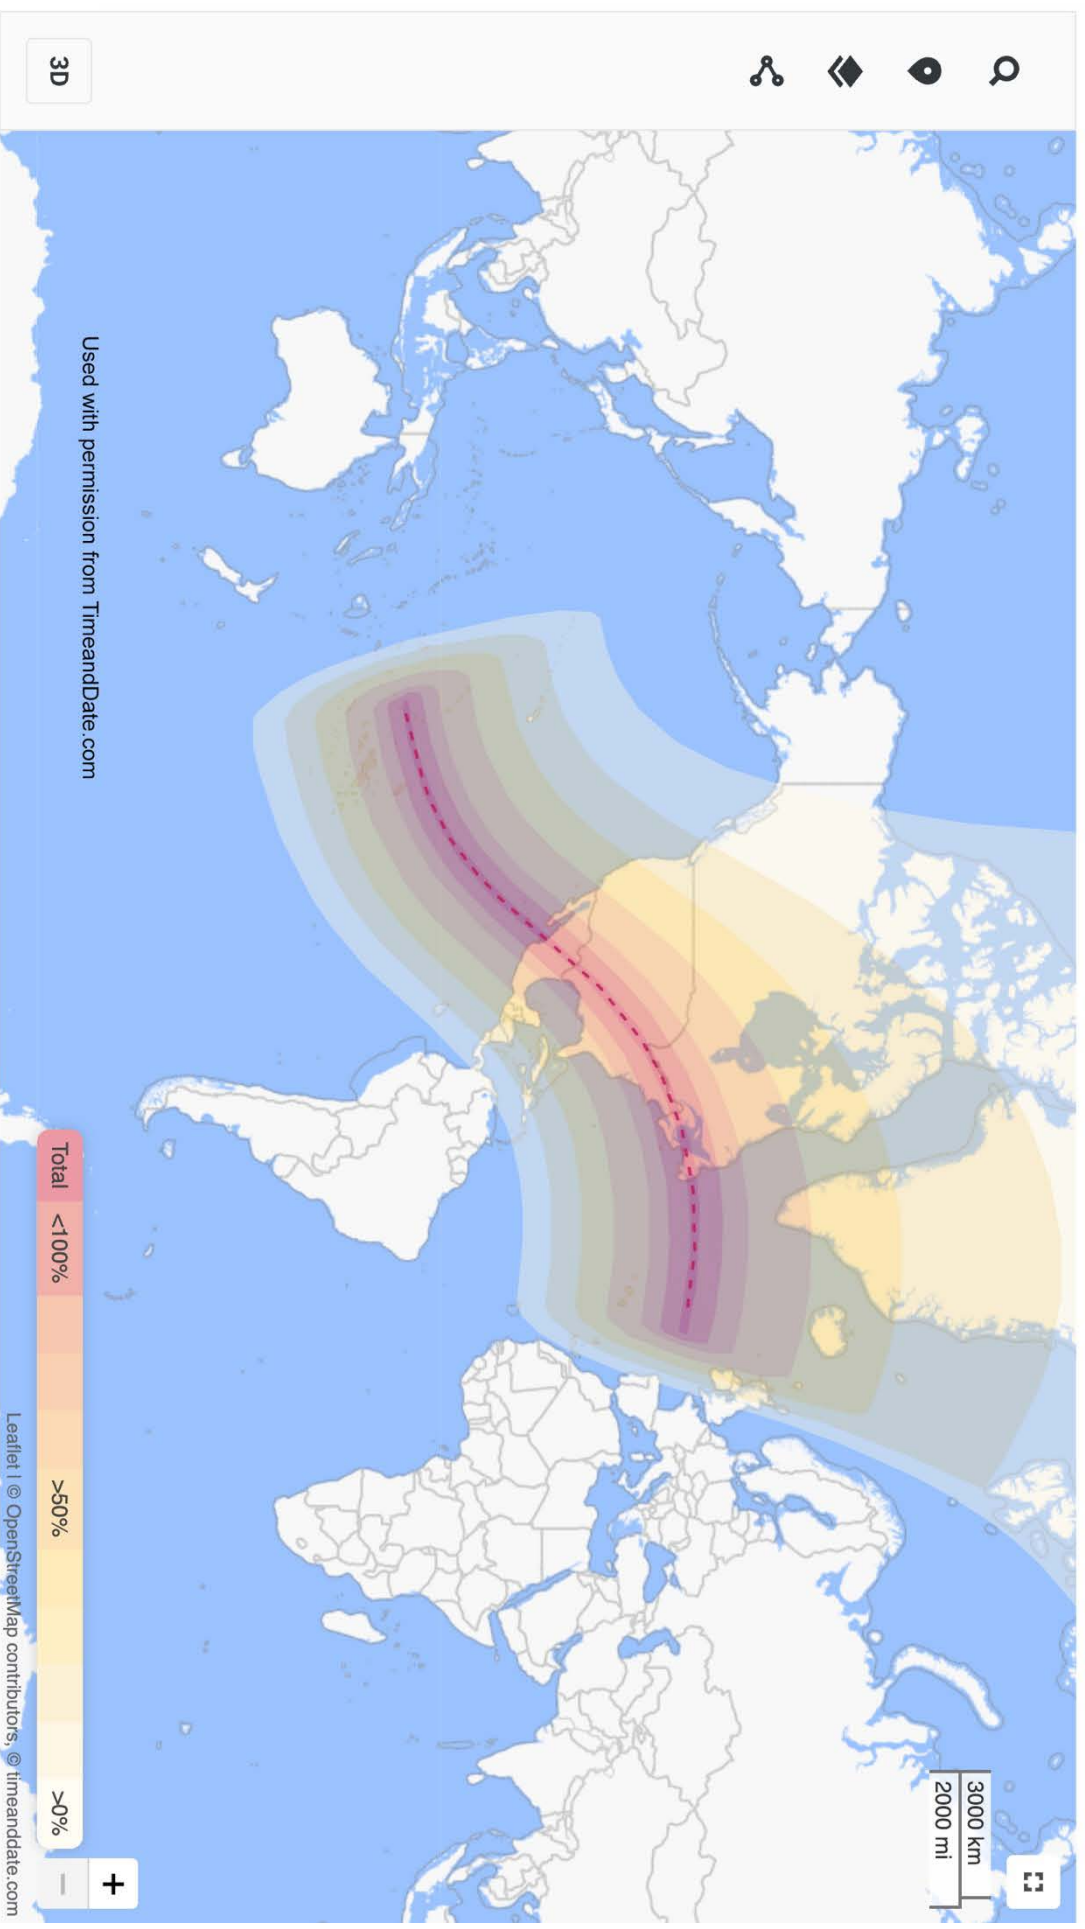 3D
3000 km
2000 mi
Used with permission from TimeandDate.com
Total <100% >50% >0%
+
−
Leaflet | © OpenStreetMap contributors, © timeanddate.com